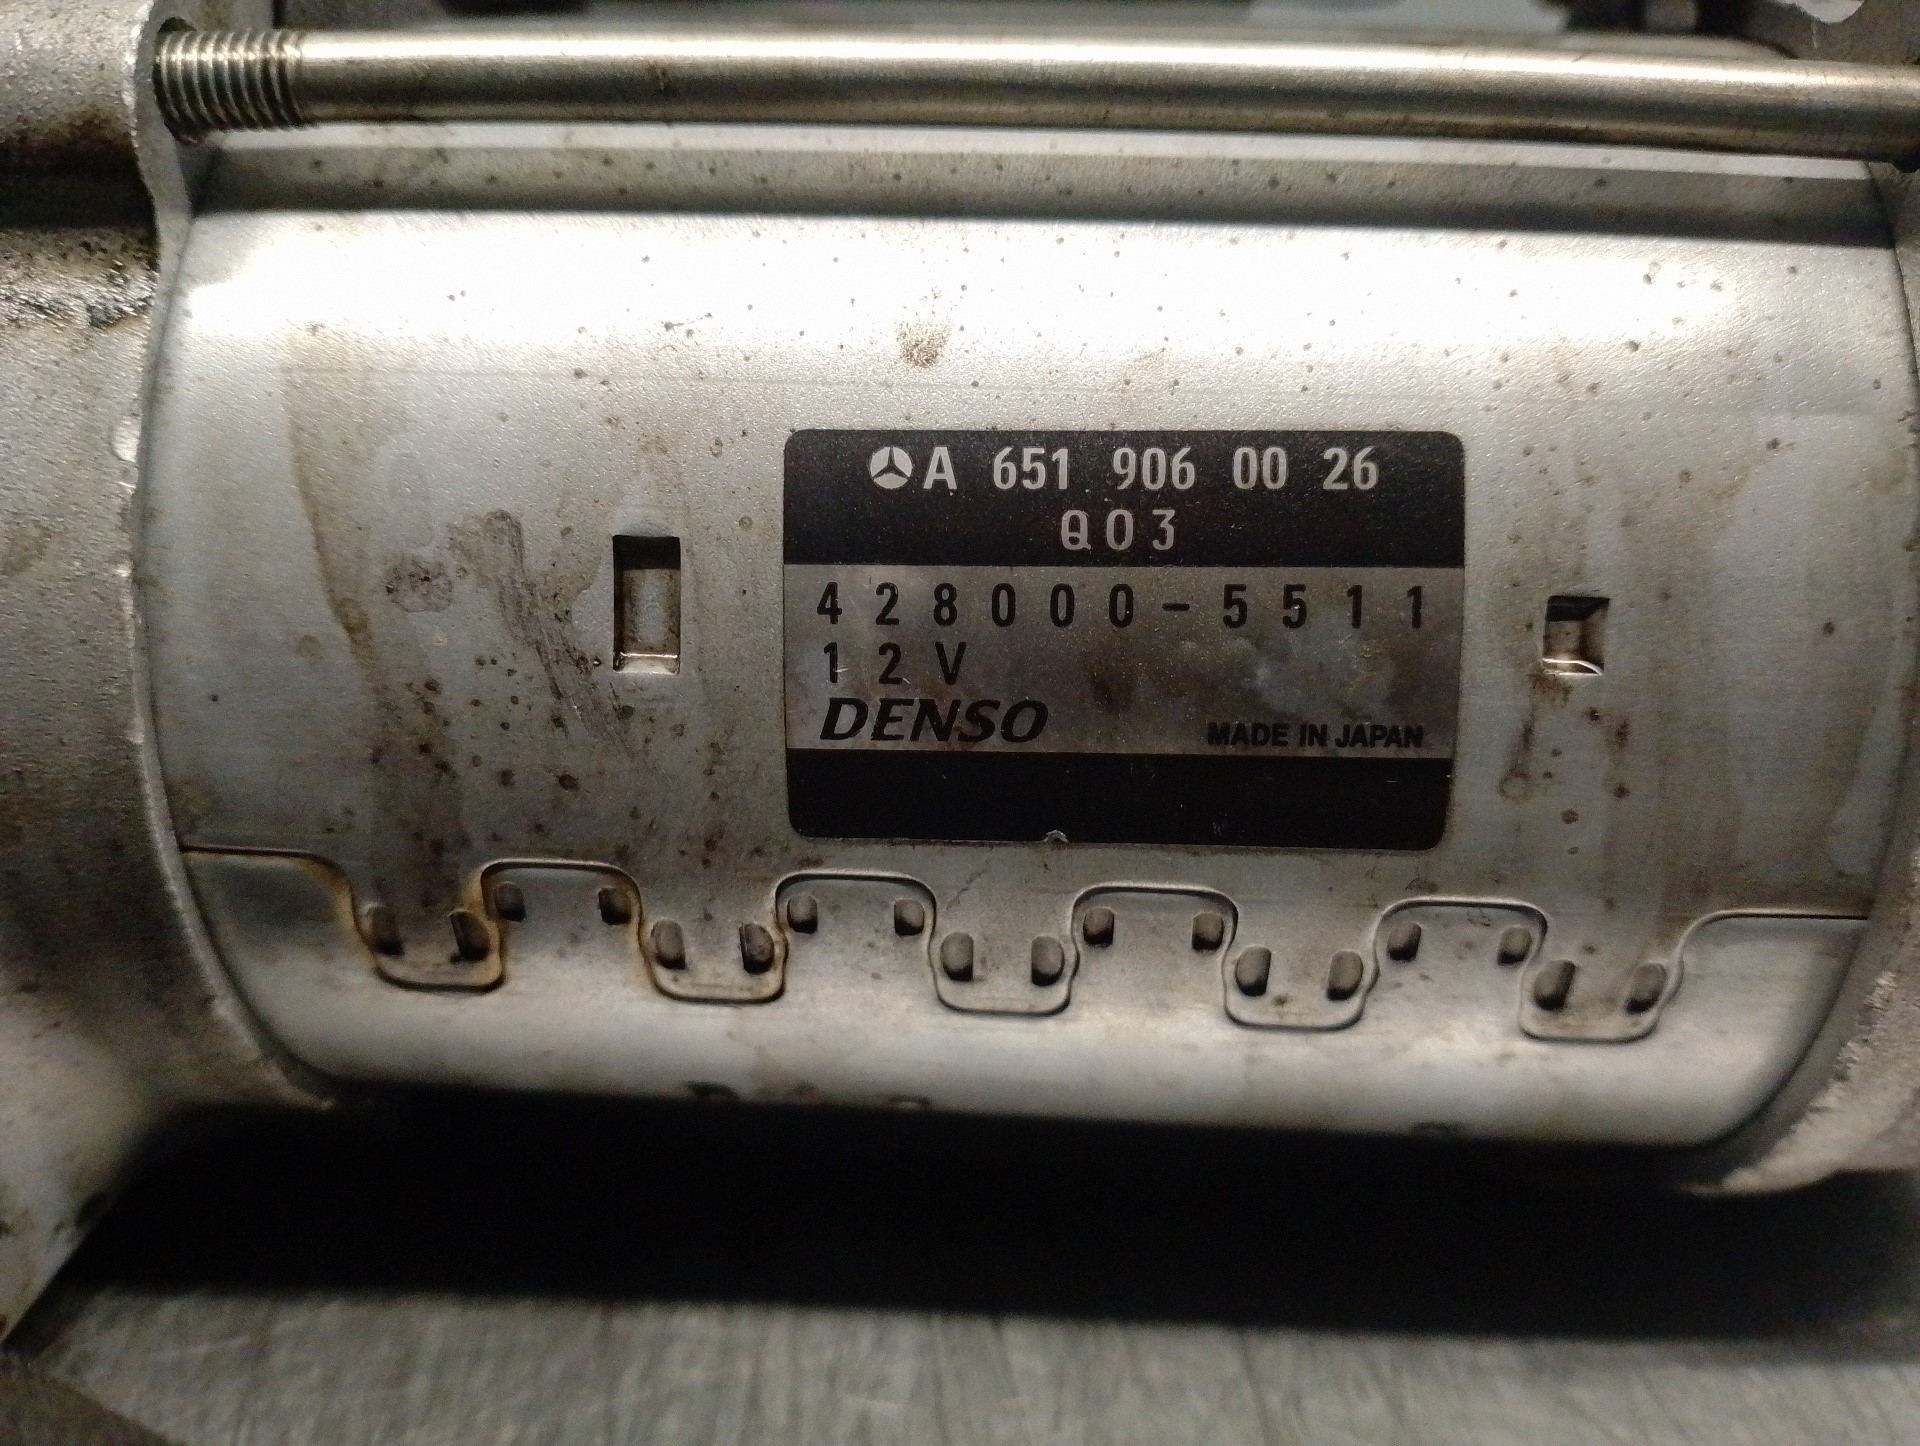 A 651 906 00 26
Q03
428000-5511
12V
DENSO
MADE IN JAPAN